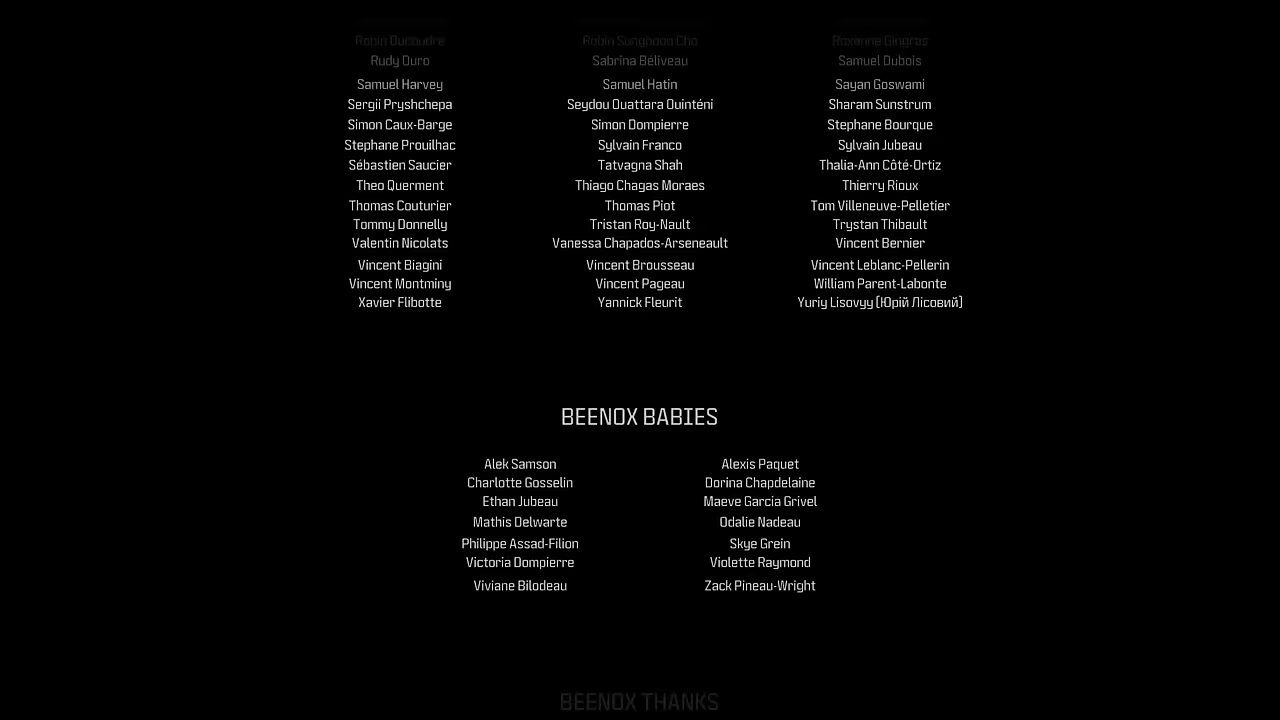 Robin Ducoudre Robin Sunghoon Cho Roxanne Gingras
Rudy Duro Sabrina Béliveau Samuel Dubois
Samuel Harvey Samuel Hatin Sayan Goswami
Sergii Pryshchepa Seydou Ouattara Ouinténi Sharam Sunstrum
Simon Caux-Barge Simon Dompierre Stephane Bourque
Stephane Prouilhac Sylvain Franco Sylvain Jubeau
Sébastien Saucier Tatvagna Shah Thalia-Ann Côté-Ortiz
Theo Querment Thiago Chagas Moraes Thierry Rioux
Thomas Couturier Thomas Piot Tom Villeneuve-Pelletier
Tommy Donnelly Tristan Roy-Nault Trystan Thibault
Valentin Nicolats Vanessa Chapados-Arseneault Vincent Bernier
Vincent Biagini Vincent Brousseau Vincent Leblanc-Pellerin
Vincent Montminy Vincent Pageau William Parent-Labonte
Xavier Flibotte Yannick Fleurit Yuriy Lisovyy [Юрій Лісовий]
BEENOX BABIES
Alek Samson Alexis Paquet
Charlotte Gosselin Dorina Chapdelaine
Ethan Jubeau Maeve Garcia Grivel
Mathis Delwarte Odalie Nadeau
Philippe Assad-Filion Skye Grein
Victoria Dompierre Violette Raymond
Viviane Bilodeau Zack Pineau-Wright
BEENOX THANKS